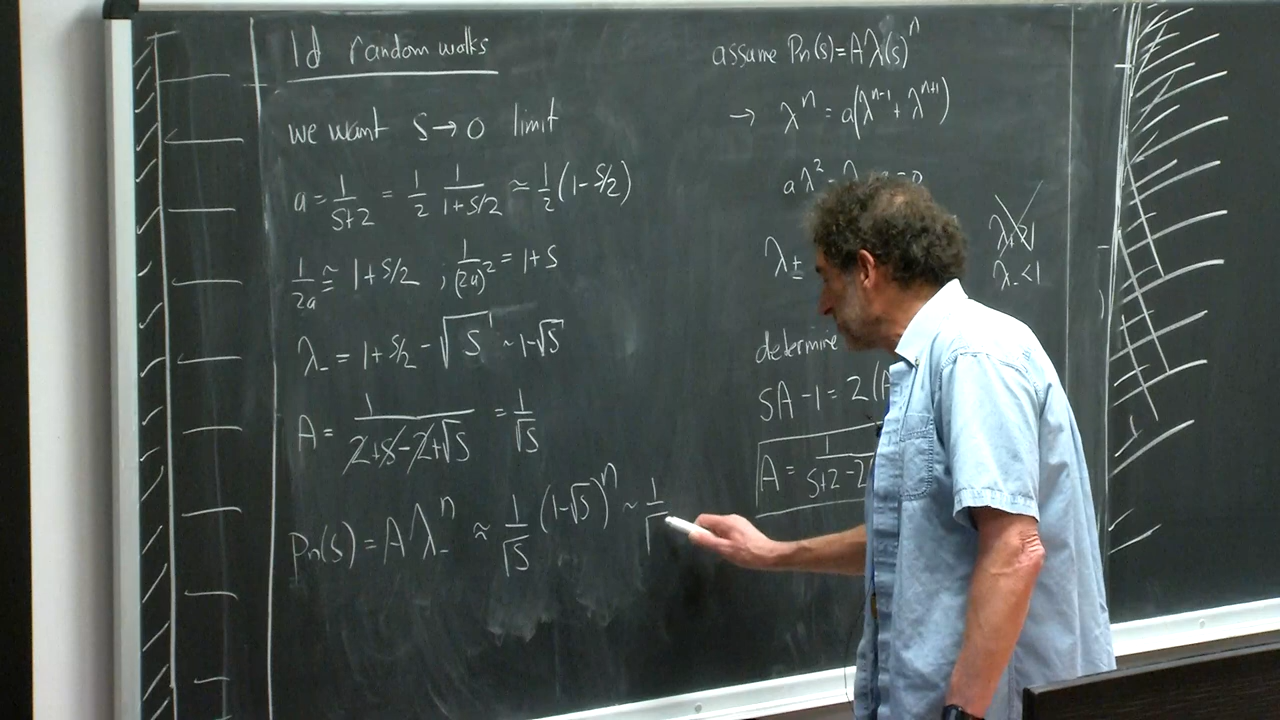 1d random walks
we want s→0 limit
a = 1/(s+2) = 1/2 1/(1+s/2) ≈ 1/2 (1-s/2)
1/2a ≅ 1+s/2 ; 1/(2a)² = 1+s
λ₋ = 1+s/2 - √s ~ 1-√s
A = 1/(2+s-2+√s) = 1/√s
Pn(s) = Aλ₋ⁿ ≈ 1/√s (1-√s)ⁿ ~ 1/√
assume Pn(s) = Aλ(s)ⁿ
→ λⁿ = a(λⁿ⁻¹ + λⁿ⁺¹)
aλ² - λ
λ±
λ₋<1
determine
sA-1 = 2(A
A = 1/(s+2-2